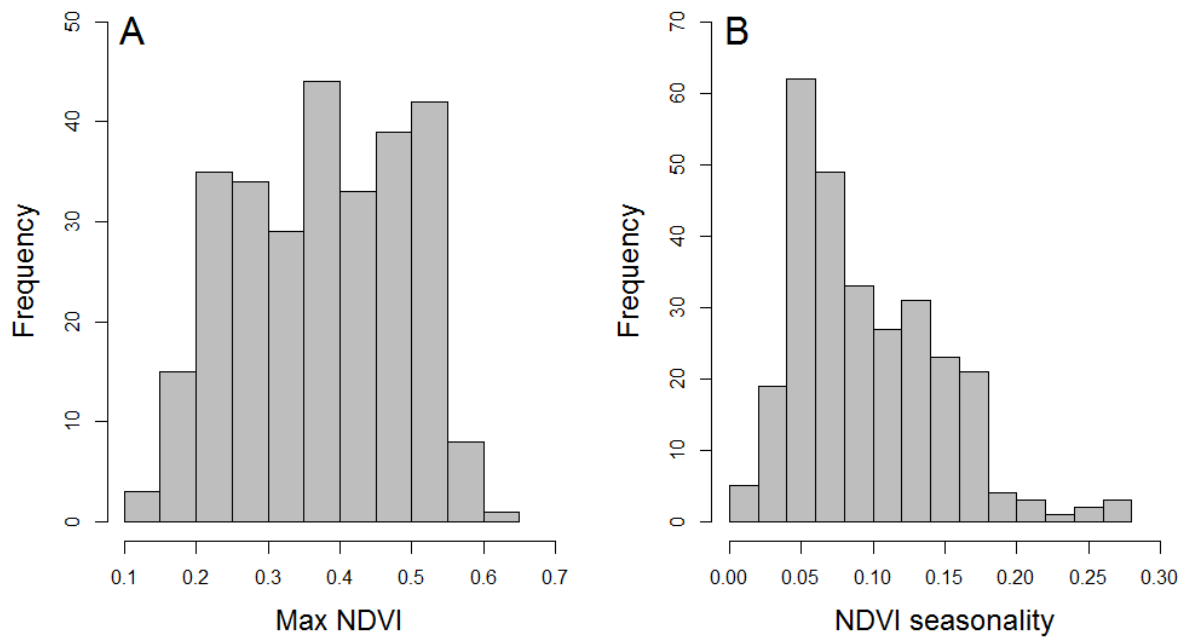 A
Frequency
0 10 20 30 40 50
0.1 0.2 0.3 0.4 0.5 0.6 0.7
Max NDVI
B
Frequency
0 10 20 30 40 50 60 70
0.00 0.05 0.10 0.15 0.20 0.25 0.30
NDVI seasonality